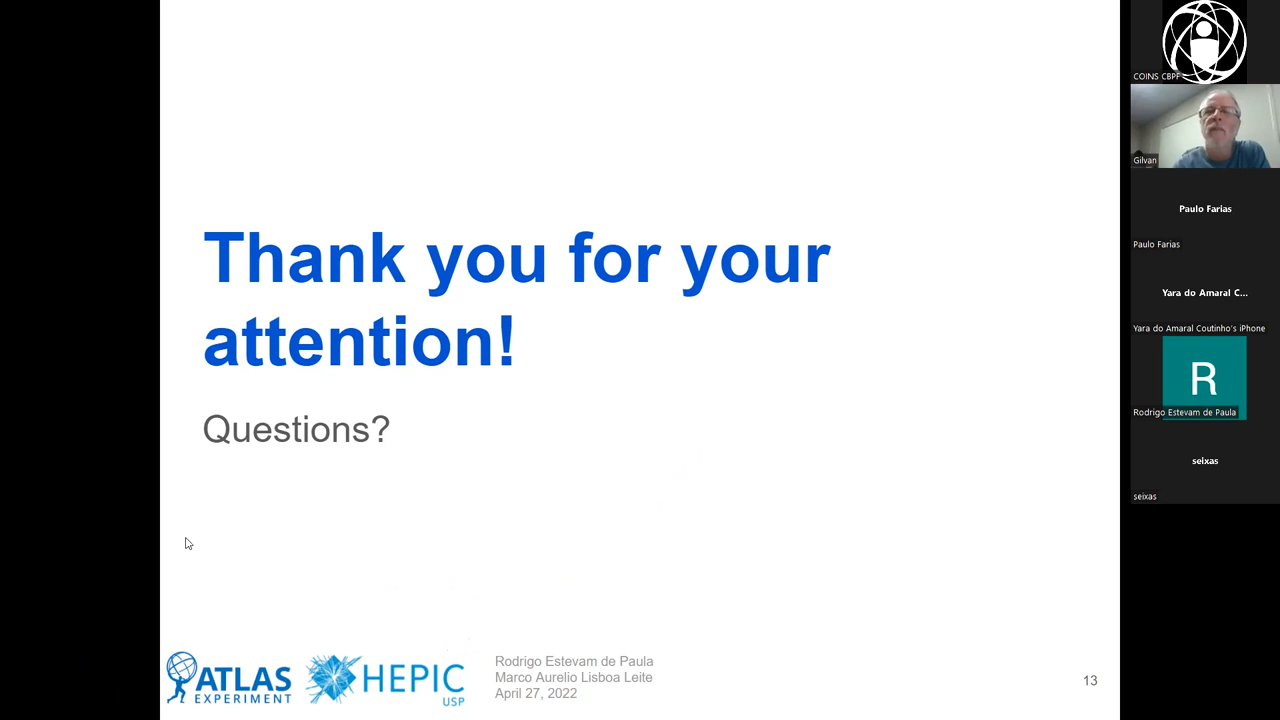 Thank you for your
attention!
Questions?
ATLAS
EXPERIMENT
HEPIC
USP
Rodrigo Estevam de Paula
Marco Aurelio Lisboa Leite
April 27, 2022
13
COINS CBPF
Gilvan
Paulo Farias
Paulo Farias
Yara do Amaral C...
Yara do Amaral Coutinho's iPhone
R
Rodrigo Estevam de Paula
seixas
seixas